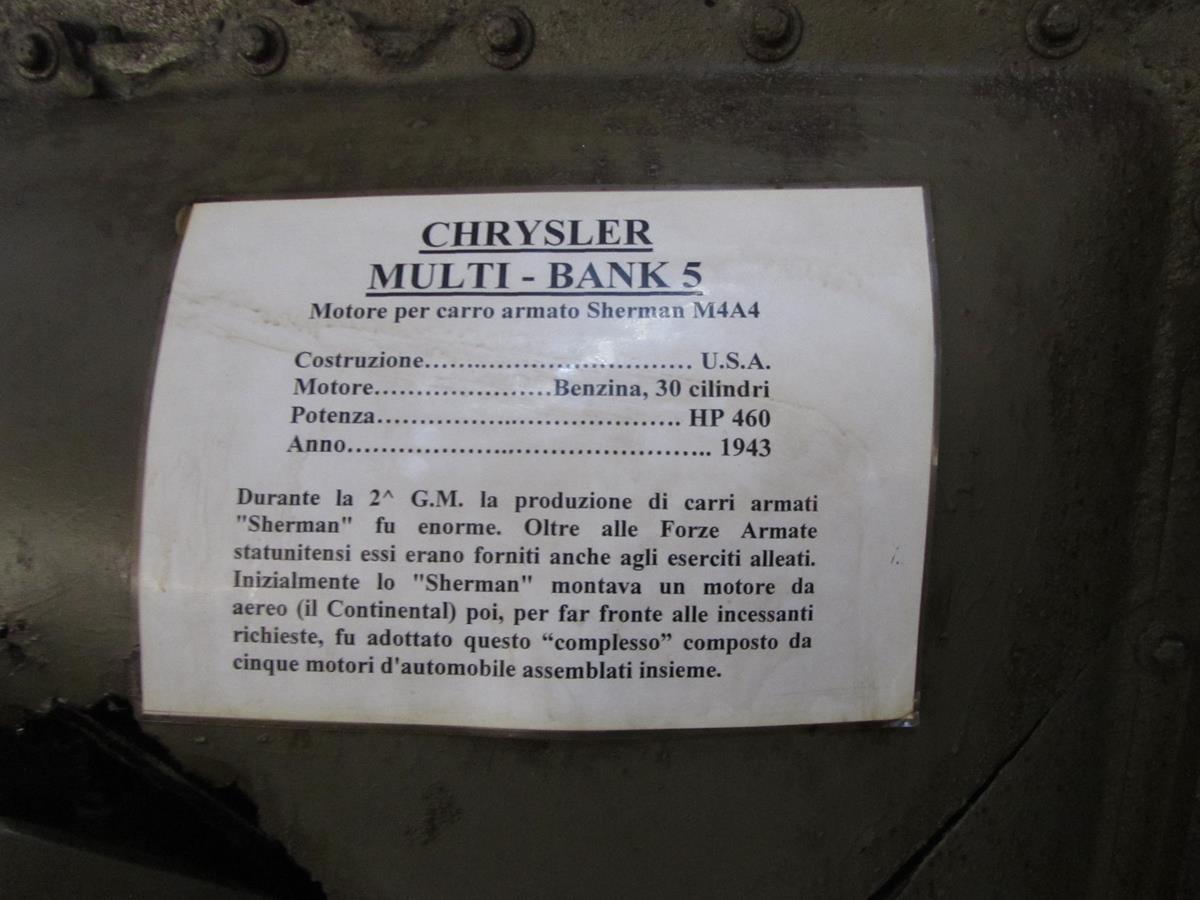 CHRYSLER
MULTI - BANK 5
Motore per carro armato Sherman M4A4
Costruzione…….…………………… U.S.A.
Motore…………………Benzina, 30 cilindri
Potenza……………..………………. HP 460
Anno………………..………………….. 1943
Durante la 2^ G.M. la produzione di carri armati
"Sherman" fu enorme. Oltre alle Forze Armate
statunitensi essi erano forniti anche agli eserciti alleati.
Inizialmente lo "Sherman" montava un motore da
aereo (il Continental) poi, per far fronte alle incessanti
richieste, fu adottato questo “complesso” composto da
cinque motori d'automobile assemblati insieme.